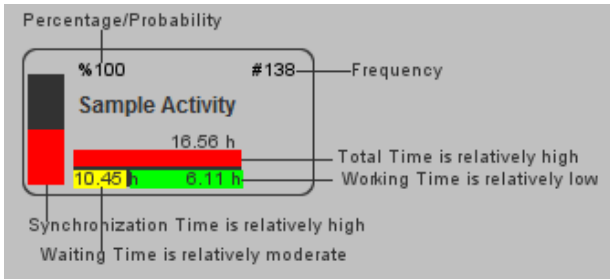 Percentage/Probability
%100 #138 Frequency
Sample Activity
16.56 h
Total Time is relatively high
10.45 h 6.11 h Working Time is relatively low
Synchronization Time is relatively high
Waiting Time is relatively moderate